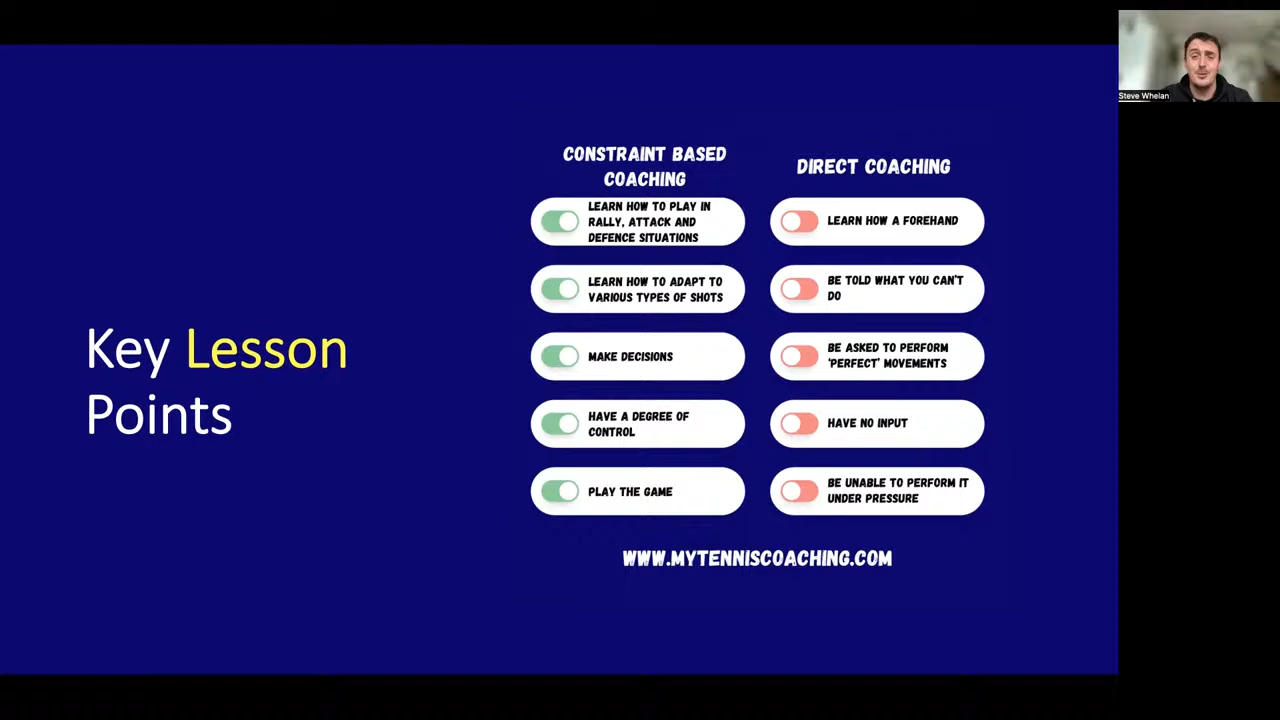 Steve Whelan
Key Lesson
Points
CONSTRAINT BASED
COACHING
LEARN HOW TO PLAY IN
RALLY, ATTACK AND
DEFENCE SITUATIONS
LEARN HOW TO ADAPT TO
VARIOUS TYPES OF SHOTS
MAKE DECISIONS
HAVE A DEGREE OF
CONTROL
PLAY THE GAME
DIRECT COACHING
LEARN HOW A FOREHAND
BE TOLD WHAT YOU CAN'T
DO
BE ASKED TO PERFORM
'PERFECT' MOVEMENTS
HAVE NO INPUT
BE UNABLE TO PERFORM IT
UNDER PRESSURE
WWW.MYTENNISCOACHING.COM